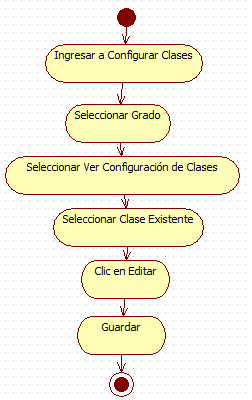 Ingresar a Configurar Clases
Seleccionar Grado
Seleccionar Ver Configuración de Clases
Seleccionar Clase Existente
Clic en Editar
Guardar